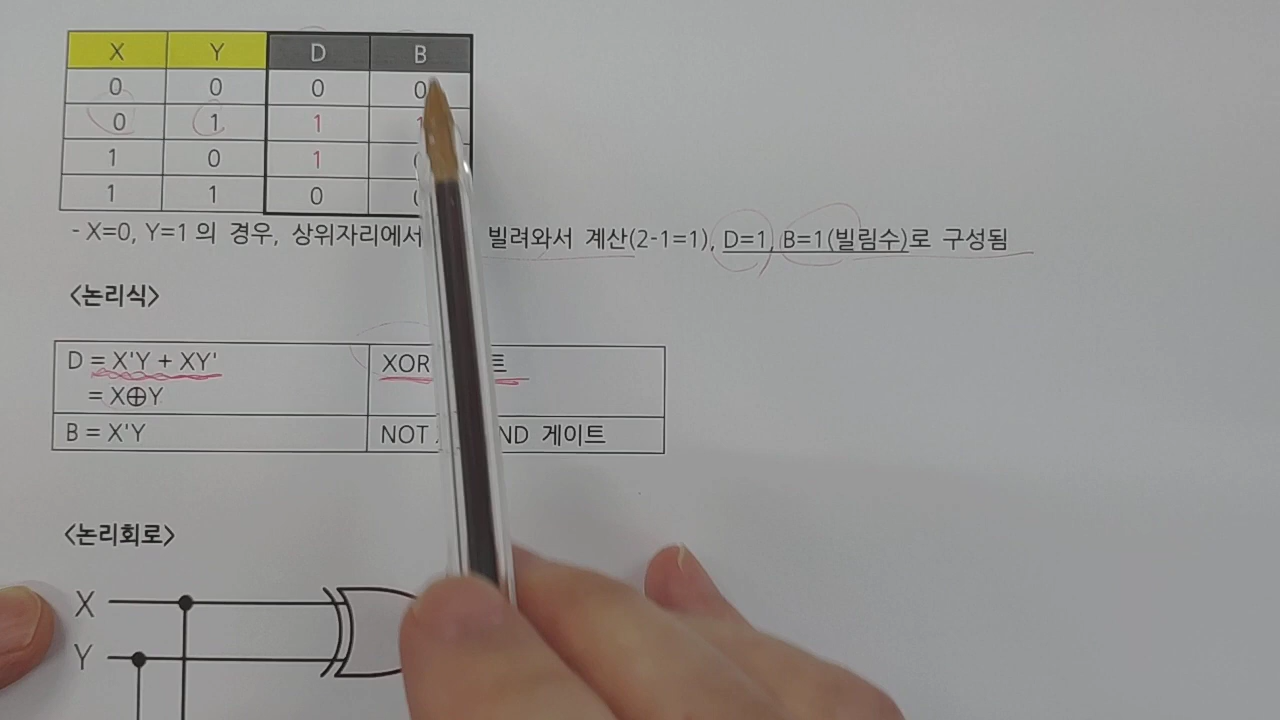 X Y D B
0 0 0 0
0 1 1 1
1 0 1
1 1 0
- X=0, Y=1 의 경우, 상위자리에서 빌려와서 계산(2-1=1), D=1, B=1(빌림수)로 구성됨
<논리식>
D = X'Y + XY' XOR
= X⊕Y
B = X'Y NOT 게이트
<논리회로>
X
Y